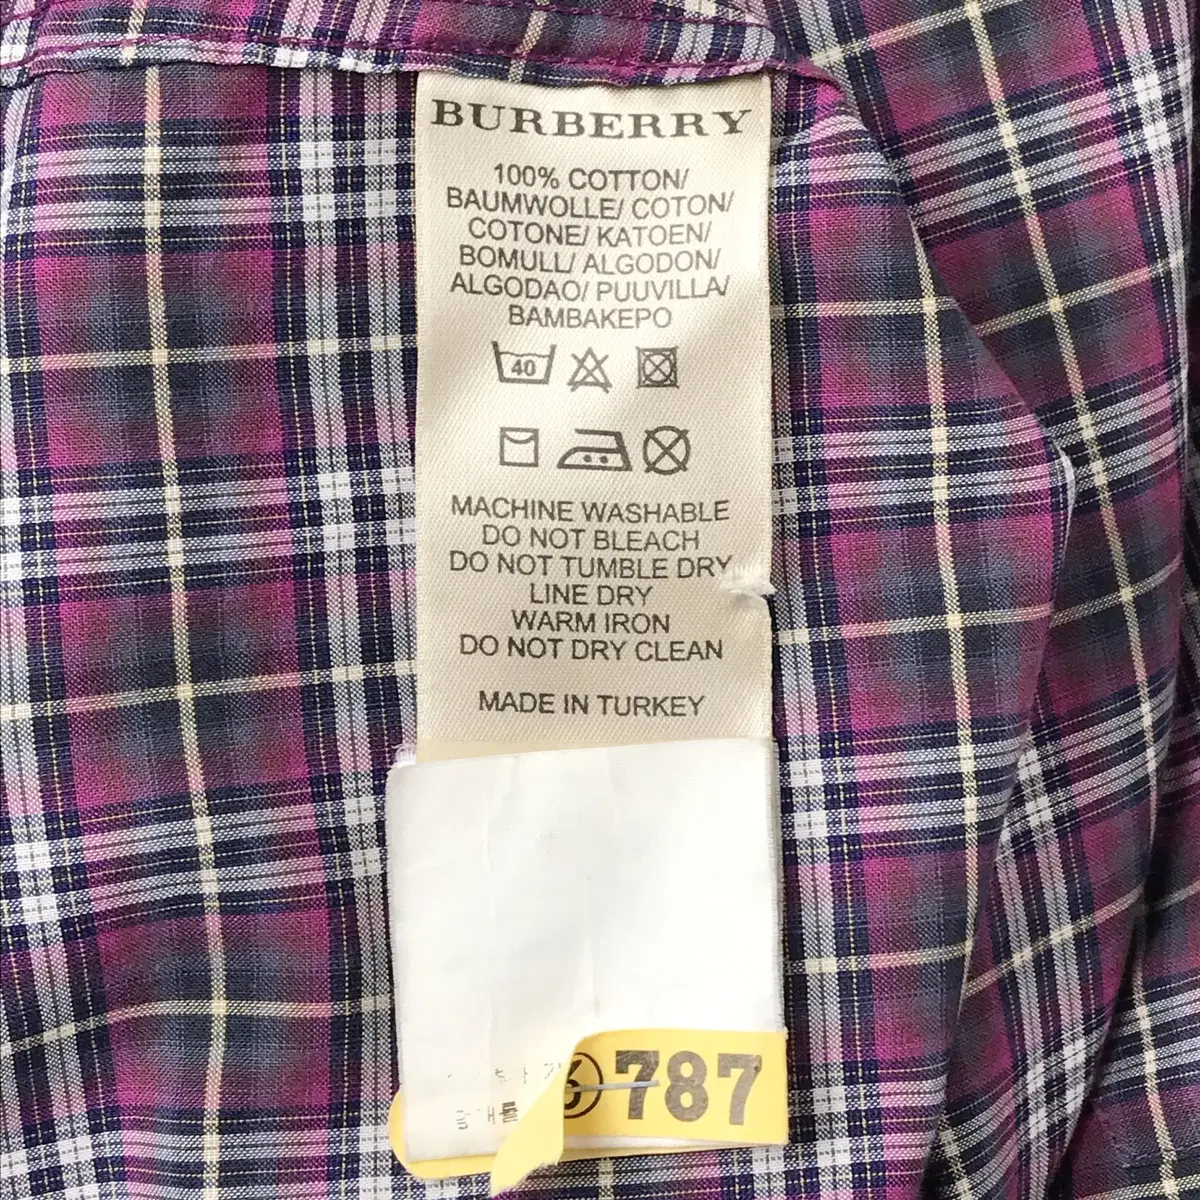 BURBERRY
100% COTTON/
BAUMWOLLE/ COTON/
COTONE/ KATOEN/
BOMULL/ ALGODON/
ALGODAO/ PUUVILLA/
BAMBAKEPO
40
MACHINE WASHABLE
DO NOT BLEACH
DO NOT TUMBLE DRY
LINE DRY
WARM IRON
DO NOT DRY CLEAN
MADE IN TURKEY
787